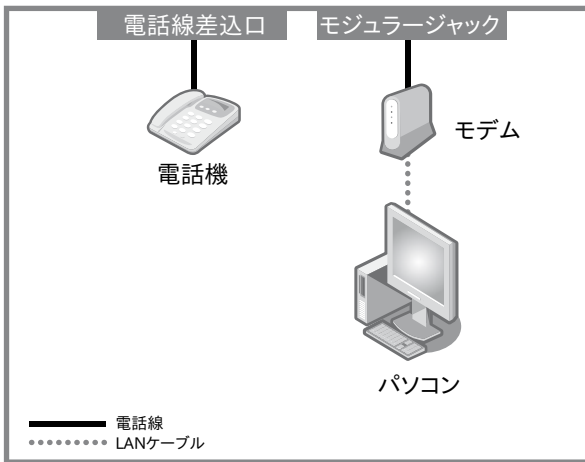 電話線差込口
モジュラージャック
モデム
電話機
パソコン
電話線
LANケーブル